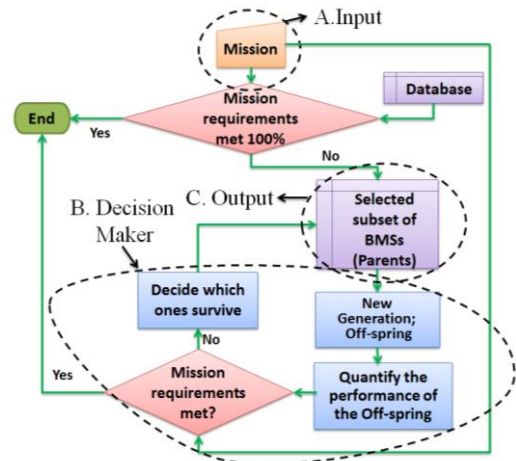 A.Input
Mission
Database
Mission
requirements
met 100%
End
Yes
No
C. Output
Selected
subset of
BMSs
(Parents)
B. Decision
Maker
Decide which
ones survive
New
Generation;
Off-spring
No
Yes
Mission
requirements
met?
Quantify the
performance of
the Off-spring